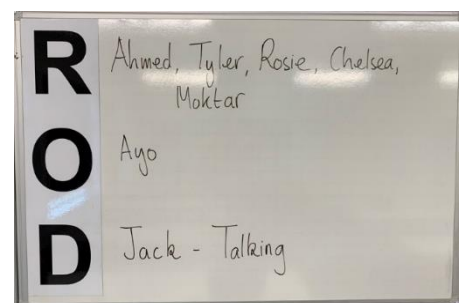 R Ahmed, Tyler, Rosie, Chelsea,
Moktar
O Ayo
D Jack - Talking